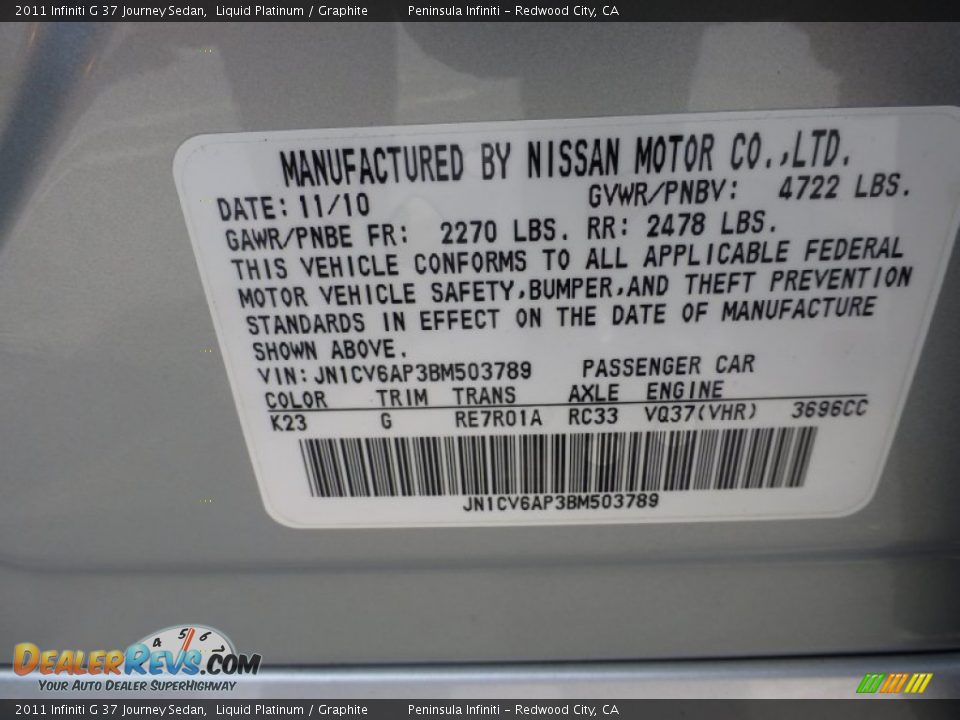 2011 Infiniti G 37 Journey Sedan, Liquid Platinum / Graphite Peninsula Infiniti - Redwood City, CA
MANUFACTURED BY NISSAN MOTOR CO.,LTD.
DATE: 11/10 GVWR/PNBV: 4722 LBS.
GAWR/PNBE FR: 2270 LBS. RR: 2478 LBS.
THIS VEHICLE CONFORMS TO ALL APPLICABLE FEDERAL
MOTOR VEHICLE SAFETY,BUMPER,AND THEFT PREVENTION
STANDARDS IN EFFECT ON THE DATE OF MANUFACTURE
SHOWN ABOVE.
VIN: JN1CV6AP3BM503789 PASSENGER CAR
COLOR TRIM TRANS AXLE ENGINE
K23 G RE7R01A RC33 VQ37(VHR) 3696CC
JN1CV6AP3BM503789
4 5 6 7
DEALERREVS.COM
YOUR AUTO DEALER SUPERHIGHWAY
2011 Infiniti G 37 Journey Sedan, Liquid Platinum / Graphite Peninsula Infiniti - Redwood City, CA